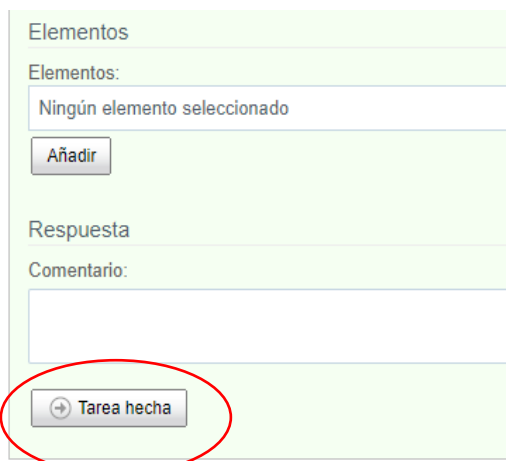 Elementos
Elementos:
Ningún elemento seleccionado
Añadir
Respuesta
Comentario:
Tarea hecha